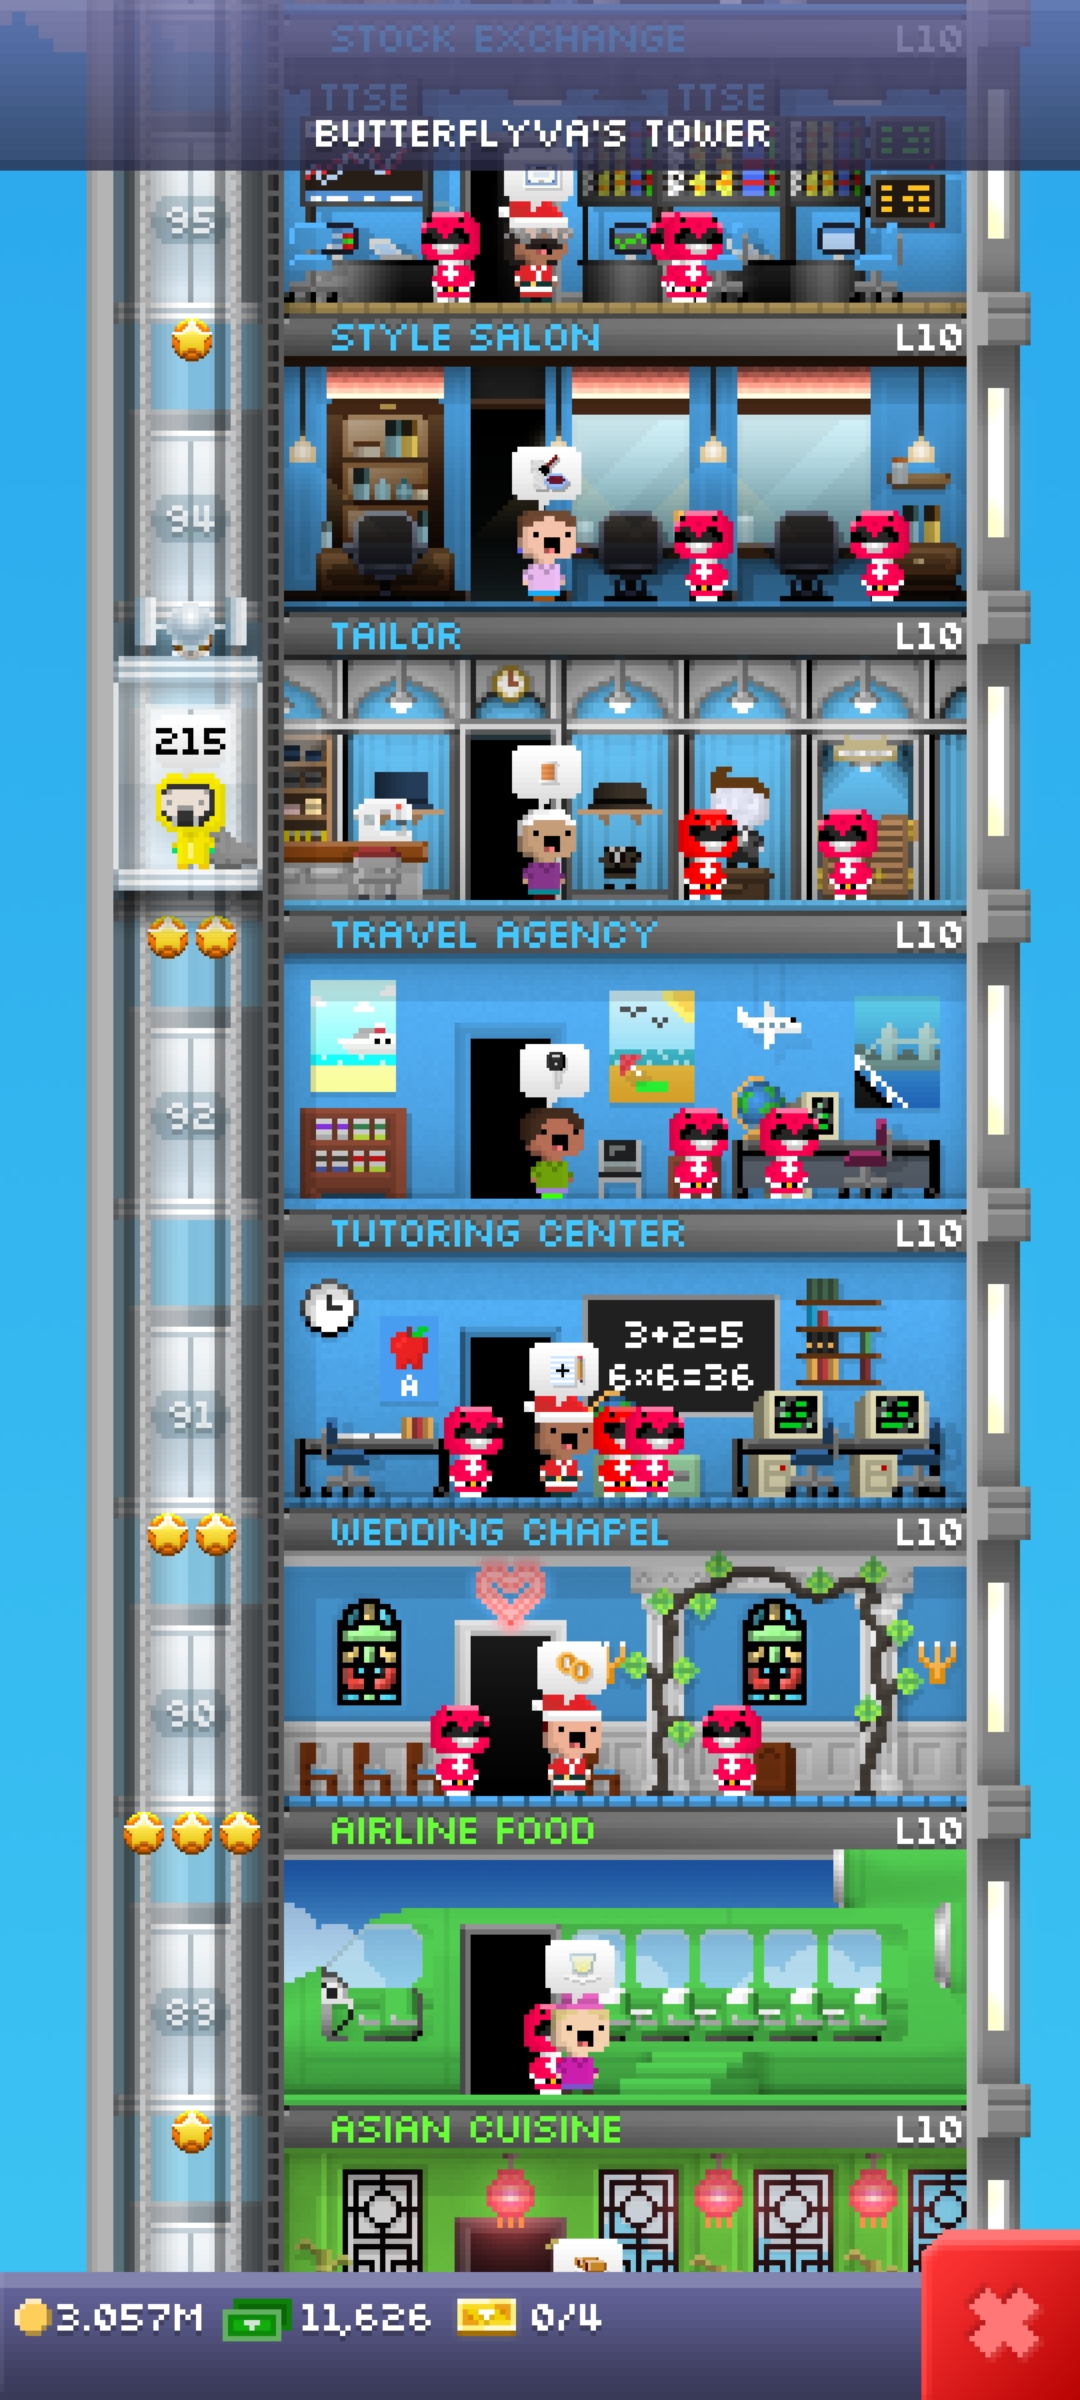 STOCK EXCHANGE L10
TTSE TTSE
BUTTERFLYVA'S TOWER
95
STYLE SALON L10
94
TAILOR L10
215
TRAVEL AGENCY L10
92
TUTORING CENTER L10
3+2=5
6x6=36
A
91
WEDDING CHAPEL L10
90
AIRLINE FOOD L10
89
ASIAN CUISINE L10
3.057M 11,626 0/4